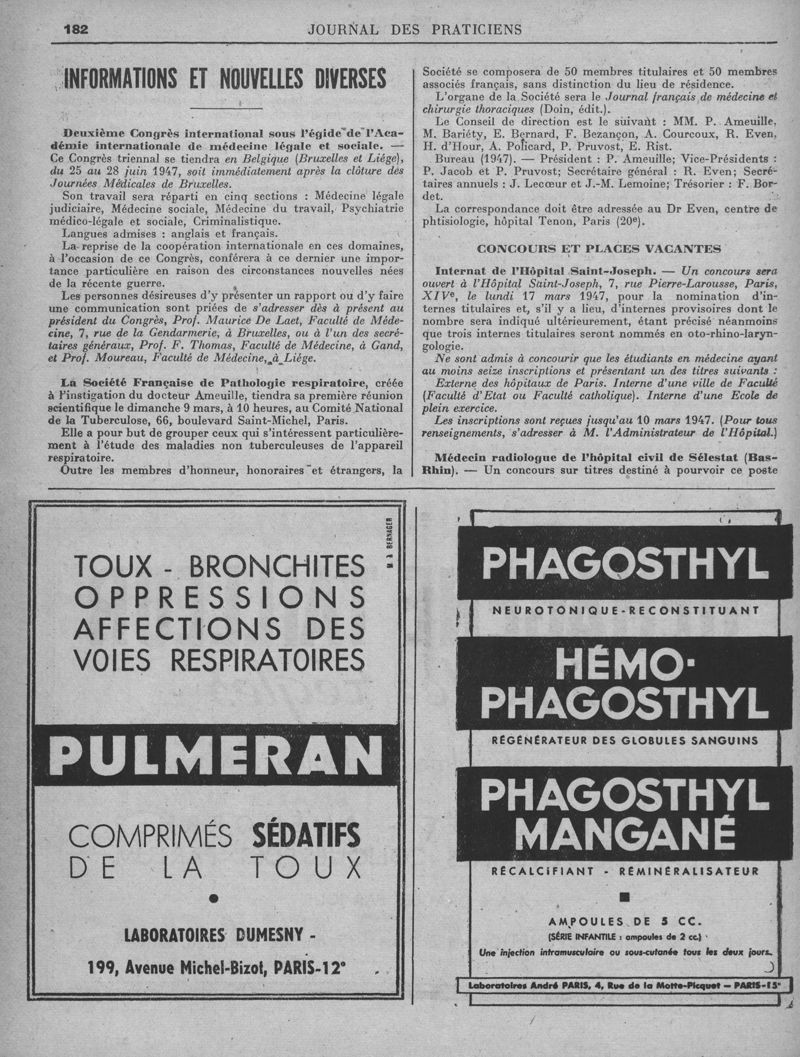 182
JOURNAL DES PRATICIENS
INFORMATIONS ET NOUVELLES DIVERSES
Deuxième Congrès international sous l'égide de l'Aca-
démie internationale de médecine légale et sociale. —
Ce Congrès triennal se tiendra en Belgique (Bruxelles et Liége),
du 25 au 28 juin 1947, soit immédiatement après la clôture des
Journées Médicales de Bruxelles.
Son travail sera réparti en cinq sections : Médecine légale
judiciaire, Médecine sociale, Médecine du travail, Psychiatrie
médico-légale et sociale, Criminalistique.
Langues admises : anglais et français.
La reprise de la coopération internationale en ces domaines,
à l'occasion de ce Congrès, conférera à ce dernier une impor-
tance particulière en raison des circonstances nouvelles nées
de la récente guerre.
Les personnes désireuses d'y présenter un rapport ou d'y faire
une communication sont priées de s'adresser dès à présent au
président du Congrès, Prof. Maurice De Laet, Faculté de Méde-
cine, 7, rue de la Gendarmerie, à Bruxelles, ou à l'un des secré-
taires généraux, Prof. F. Thomas, Faculté de Médecine, à Gand,
et Prof. Moureau, Faculté de Médecine, à Liége.
La Société Française de Pathologie respiratoire, créée
à l'instigation du docteur Ameuille, tiendra sa première réunion
scientifique le dimanche 9 mars, à 10 heures, au Comité National
de la Tuberculose, 66, boulevard Saint-Michel, Paris.
Elle a pour but de grouper ceux qui s'intéressent particulière-
ment à l'étude des maladies non tuberculeuses de l'appareil
respiratoire.
Outre les membres d'honneur, honoraires et étrangers, la
Société se composera de 50 membres titulaires et 50 membres
associés français, sans distinction du lieu de résidence.
L'organe de la Société sera le Journal français de médecine et
chirurgie thoraciques (Doin, édit.).
Le Conseil de direction est le suivant : MM. P. Ameuille,
M. Bariéty, E. Bernard, F. Bezançon, A. Courcoux, R. Even,
H. d'Hour, A. Policard, P. Pruvost, E. Rist.
Bureau (1947). — Président : P. Ameuille; Vice-Présidents :
P. Jacob et P. Pruvost; Secrétaire général : R. Even; Secré-
taires annuels : J. Lecœur et J.-M. Lemoine; Trésorier : F. Bor-
det.
La correspondance doit être adressée au Dr Even, centre de
phtisiologie, hôpital Tenon, Paris (20e).
CONCOURS ET PLACES VACANTES
Internat de l'Hôpital Saint-Joseph. — Un concours sera
ouvert à l'Hôpital Saint-Joseph, 7, rue Pierre-Larousse, Paris,
XIVe, le lundi 17 mars 1947, pour la nomination d'in-
ternes titulaires et, s'il y a lieu, d'internes provisoires dont le
nombre sera indiqué ultérieurement, étant précisé néanmoins
que trois internes titulaires seront nommés en oto-rhino-laryn-
gologie.
Ne sont admis à concourir que les étudiants en médecine ayant
au moins seize inscriptions et présentant un des titres suivants :
Externe des hôpitaux de Paris. Interne d'une ville de Faculté
(Faculté d'Etat ou Faculté catholique). Interne d'une Ecole de
plein exercice.
Les inscriptions sont reçues jusqu'au 10 mars 1947. (Pour tous
renseignements, s'adresser à M. l'Administrateur de l'Hôpital.)
Médecin radiologue de l'hôpital civil de Sélestat (Bas-
Rhin). — Un concours sur titres destiné à pourvoir ce poste
TOUX - BRONCHITES
OPPRESSIONS
AFFECTIONS DES
VOIES RESPIRATOIRES
PULMERAN
COMPRIMÉS SÉDATIFS
DE LA TOUX
LABORATOIRES DUMESNY -
199, Avenue Michel-Bizot, PARIS-12e
PHAGOSTHYL
NEUROTONIQUE-RECONSTITUANT
HÉMO-
PHAGOSTHYL
RÉGÉNÉRATEUR DES GLOBULES SANGUINS
PHAGOSTHYL
MANGANÉ
RÉCALCIFIANT - RÉMINÉRALISATEUR
AMPOULES DE 5 CC.
(SÉRIE INFANTILE : ampoules de 2 cc.)
Une injection intramusculaire ou sous-cutanée tous les deux jours.
Laboratoires André PARIS, 4, Rue de la Motte-Picquet — PARIS-15e